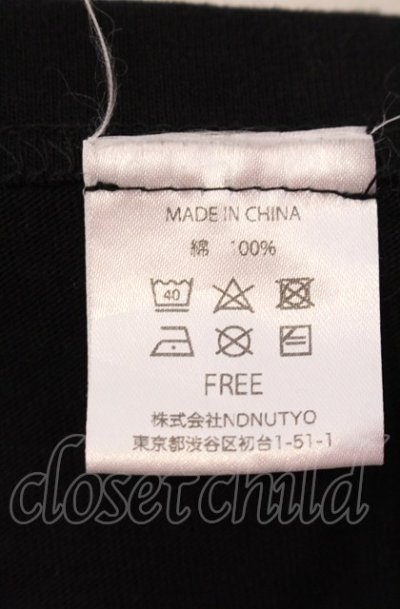 MADE IN CHINA
綿 100%
40
FREE
株式会社NDNUTYO
東京都渋谷区初台1-51-1
closet child